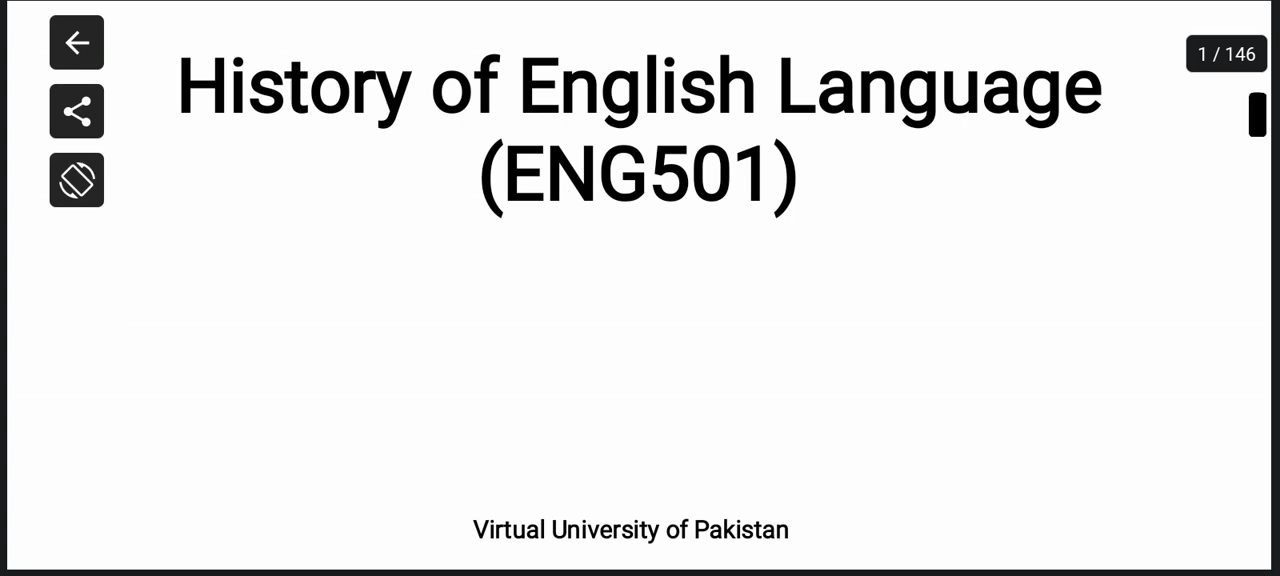 History of English Language
(ENG501)
1 / 146
Virtual University of Pakistan